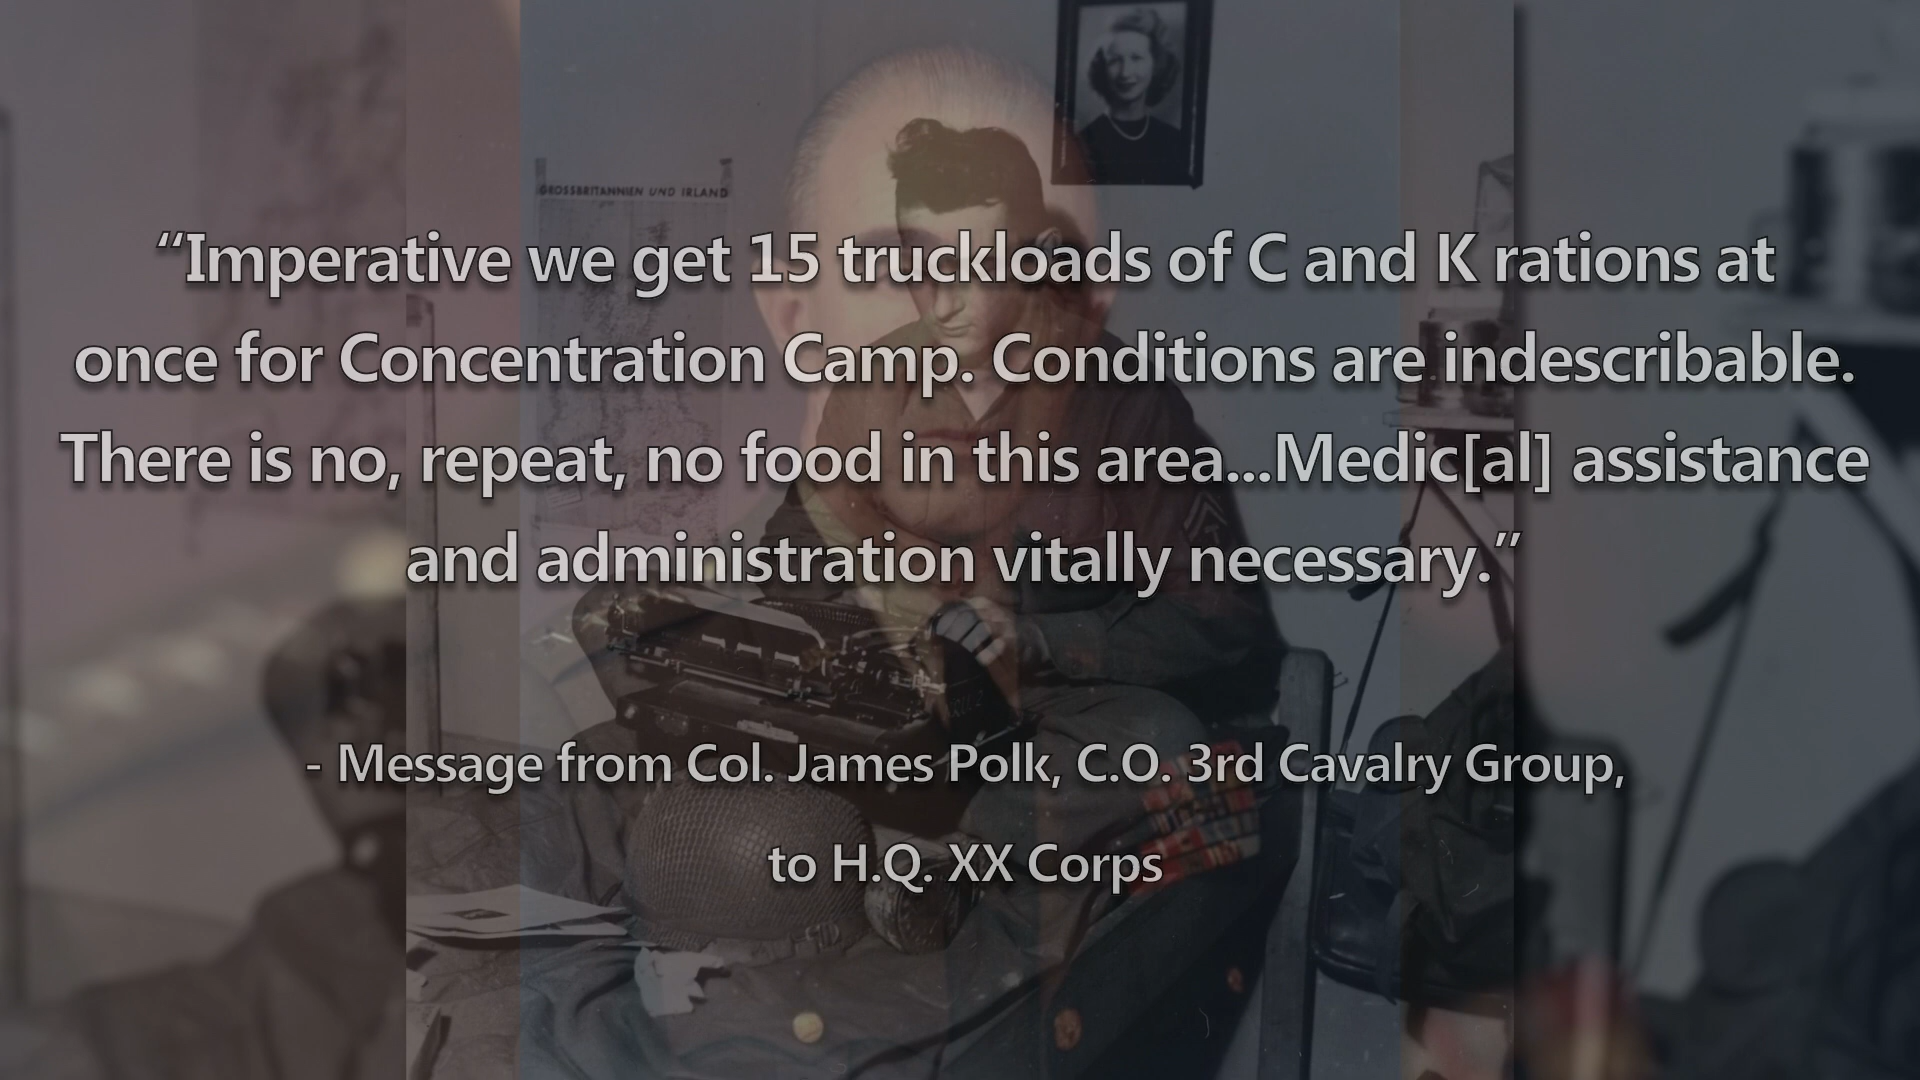 GROSSBRITANNIEN UND IRLAND
“Imperative we get 15 truckloads of C and K rations at
once for Concentration Camp. Conditions are indescribable.
There is no, repeat, no food in this area...Medic[al] assistance
and administration vitally necessary.”
- Message from Col. James Polk, C.O. 3rd Cavalry Group,
to H.Q. XX Corps